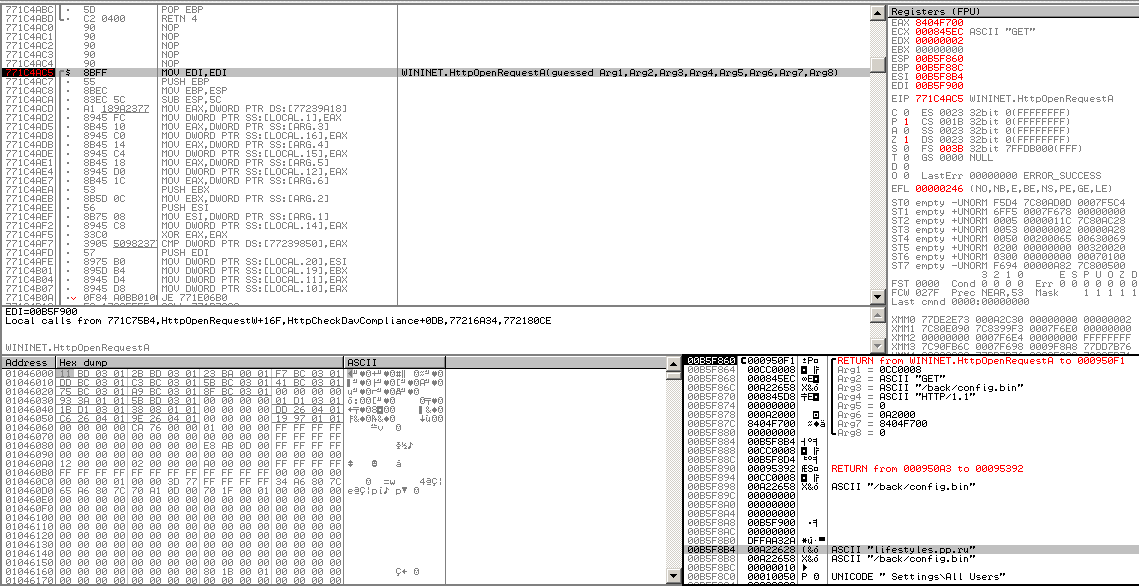 771C4ABC 5D POP EBP
771C4ABD C2 0400 RETN 4
771C4AC0 90 NOP
771C4AC1 90 NOP
771C4AC2 90 NOP
771C4AC3 90 NOP
771C4AC4 90 NOP
771C4AC5 $ 8BFF MOV EDI,EDI WININET.HttpOpenRequestA(guessed Arg1,Arg2,Arg3,Arg4,Arg5,Arg6,Arg7,Arg8)
771C4AC7 55 PUSH EBP
771C4AC8 8BEC MOV EBP,ESP
771C4ACA 83EC 5C SUB ESP,5C
771C4ACD A1 189A2377 MOV EAX,DWORD PTR DS:[77239A18]
771C4AD2 8945 FC MOV DWORD PTR SS:[LOCAL.1],EAX
771C4AD5 8B45 10 MOV EAX,DWORD PTR SS:[ARG.3]
771C4AD8 8945 C0 MOV DWORD PTR SS:[LOCAL.16],EAX
771C4ADB 8B45 14 MOV EAX,DWORD PTR SS:[ARG.4]
771C4ADE 8945 C4 MOV DWORD PTR SS:[LOCAL.15],EAX
771C4AE1 8B45 18 MOV EAX,DWORD PTR SS:[ARG.5]
771C4AE4 8945 D0 MOV DWORD PTR SS:[LOCAL.12],EAX
771C4AE7 8B45 1C MOV EAX,DWORD PTR SS:[ARG.6]
771C4AEA 53 PUSH EBX
771C4AEB 8B5D 0C MOV EBX,DWORD PTR SS:[ARG.2]
771C4AEE 56 PUSH ESI
771C4AEF 8B75 08 MOV ESI,DWORD PTR SS:[ARG.1]
771C4AF2 8945 C8 MOV DWORD PTR SS:[LOCAL.14],EAX
771C4AF5 33C0 XOR EAX,EAX
771C4AF7 3905 5098237 CMP DWORD PTR DS:[77239850],EAX
771C4AFD 57 PUSH EDI
771C4AFE 8975 B0 MOV DWORD PTR SS:[LOCAL.20],ESI
771C4B01 895D B4 MOV DWORD PTR SS:[LOCAL.19],EBX
771C4B04 8945 D4 MOV DWORD PTR SS:[LOCAL.11],EAX
771C4B07 8945 D8 MOV DWORD PTR SS:[LOCAL.10],EAX
771C4B0A 0F84 A0BB010 JE 771E06B0
EDI=00B5F900
Local calls from 771C75B4,HttpOpenRequestW+16F,HttpCheckDavCompliance+0DB,77216A34,772180CE
WININET.HttpOpenRequestA
Registers (FPU)
EAX 8404F700
ECX 000845EC ASCII "GET"
EDX 00000002
EBX 00000000
ESP 00B5F860
EBP 00B5F88C
ESI 00B5F8B4
EDI 00B5F900
EIP 771C4AC5 WININET.HttpOpenRequestA
C 0 ES 0023 32bit 0(FFFFFFFF)
P 1 CS 001B 32bit 0(FFFFFFFF)
A 0 SS 0023 32bit 0(FFFFFFFF)
Z 1 DS 0023 32bit 0(FFFFFFFF)
S 0 FS 003B 32bit 7FFDB000(FFF)
T 0 GS 0000 NULL
D 0
O 0 LastErr 00000000 ERROR_SUCCESS
EFL 00000246 (NO,NB,E,BE,NS,PE,GE,LE)
ST0 empty +UNORM F5D4 7C80AD0D 0007F5C4
ST1 empty +UNORM 6FF5 0007F678 00000000
ST2 empty +UNORM 0005 0000011C 7C80AC28
ST3 empty +UNORM 0053 00000002 00000A28
ST4 empty +UNORM 0050 00200065 00630069
ST5 empty +UNORM 0200 00000000 00320020
ST6 empty +UNORM 0300 00000000 00070100
ST7 empty -UNORM F694 00000A82 7C800500
3 2 1 0 E S P U O Z D
FST 0000 Cond 0 0 0 0 Err 0 0 0 0 0 0 0
FCW 027F Prec NEAR,53 Mask 1 1 1 1 1
Last cmnd 0000:00000000
XMM0 77DE2E73 000A2C30 00000000 00000002
XMM1 7C80E090 7C8399F3 0007F6E0 00000000
XMM2 00000000 0007F6E4 00000000 FFFFFFFF
XMM3 7C90FB6C 0007F698 0009F8A8 77DD7B76
Address Hex dump ASCII
01046000 11 BD 03 01 2B BD 03 01 23 BA 00 01 F7 BC 03 01
01046010 DD BC 03 01 C3 BC 03 01 5B BD 03 01 41 BC 03 01
01046020 75 BC 03 01 A9 BC 03 01 8F BC 03 01
01046030 93 3A 01 01 5B BD 03 01 00 00 00 00 01 D1 03 01
01046040 1B D1 03 01 38 08 01 01 00 00 00 00 DD 26 04 01
01046050 C6 26 04 01 9E 26 04 01 00 00 00 00 19 97 01 01
01046060 00 00 00 00 CA 76 00 00 01 00 00 00 FF FF FF FF
01046070 00 00 00 00 00 00 00 00 00 00 00 00 FF FF FF FF
01046080 00 00 00 00 00 00 00 00 E8 AB 0D 00 FF FF FF FF
01046090 00 00 00 00 00 00 00 00 00 00 00 00 FF FF FF FF
010460A0 12 00 00 00 02 00 00 00 A0 00 00 00 FF FF FF FF
010460B0 FF FF FF FF FF FF FF FF FF FF FF FF FF FF FF FF
010460C0 00 00 00 01 00 00 3D 77 FF FF FF FF 34 A6 80 7C
010460D0 65 A6 80 7C 70 A1 0D 00 70 1F 00 01 00 00 00 00
010460E0 00 00 00 00 00 00 00 00 00 00 00 00 00 00 00 00
010460F0 00 00 00 00 00 00 00 00 00 00 00 00 00 00 00 00
01046100 00 00 00 00 00 00 00 00 00 00 00 00 00 00 00 00
01046110 00 00 00 00 00 00 00 00 00 00 00 00 00 00 00 00
01046120 00 00 00 00 00 00 00 00 00 00 00 00 00 00 00 00
01046130 00 00 00 00 00 00 00 00 00 00 00 00 00 00 00 00
01046140 00 00 00 00 00 00 00 00 00 00 00 00 00 00 00 00
01046150 00 00 00 00 00 00 00 00 00 00 00 00 00 00 00 00
01046160 00 00 00 00 00 00 00 00 80 1B 00 01 00 00 00 00
01046170 00 00 00 00 00 00 00 00 00 00 00 00 00 00 00 00
00B5F860 000950F1 RETURN from WININET.HttpOpenRequestA to 000950F1
00B5F864 00CC0008 Arg1 = 0CC0008
00B5F868 000845EC Arg2 = ASCII "GET"
00B5F86C 00A22658 Arg3 = ASCII "/back/config.bin"
00B5F870 000845D8 Arg4 = ASCII "HTTP/1.1"
00B5F874 00000000 Arg5 = 0
00B5F878 000A2000 Arg6 = 0A2000
00B5F87C 8404F700 Arg7 = 8404F700
00B5F880 00000000 Arg8 = 0
00B5F884 00B5F8B4
00B5F888 00CC0008
00B5F88C 00B5F8D4
00B5F890 00095392 RETURN from 000950A3 to 00095392
00B5F894 00CC0008
00B5F898 00A22658 ASCII "/back/config.bin"
00B5F89C 00000000
00B5F8A0 00000000
00B5F8A4 00000000
00B5F8A8 00B5F900
00B5F8AC 00000000
00B5F8B0 DFFAA32A
00B5F8B4 00A22628 ASCII "lifestyles.pp.ru"
00B5F8B8 00A22658 ASCII "/back/config.bin"
00B5F8BC 00000010
00B5F8C0 00010050 UNICODE " Settings\All Users"